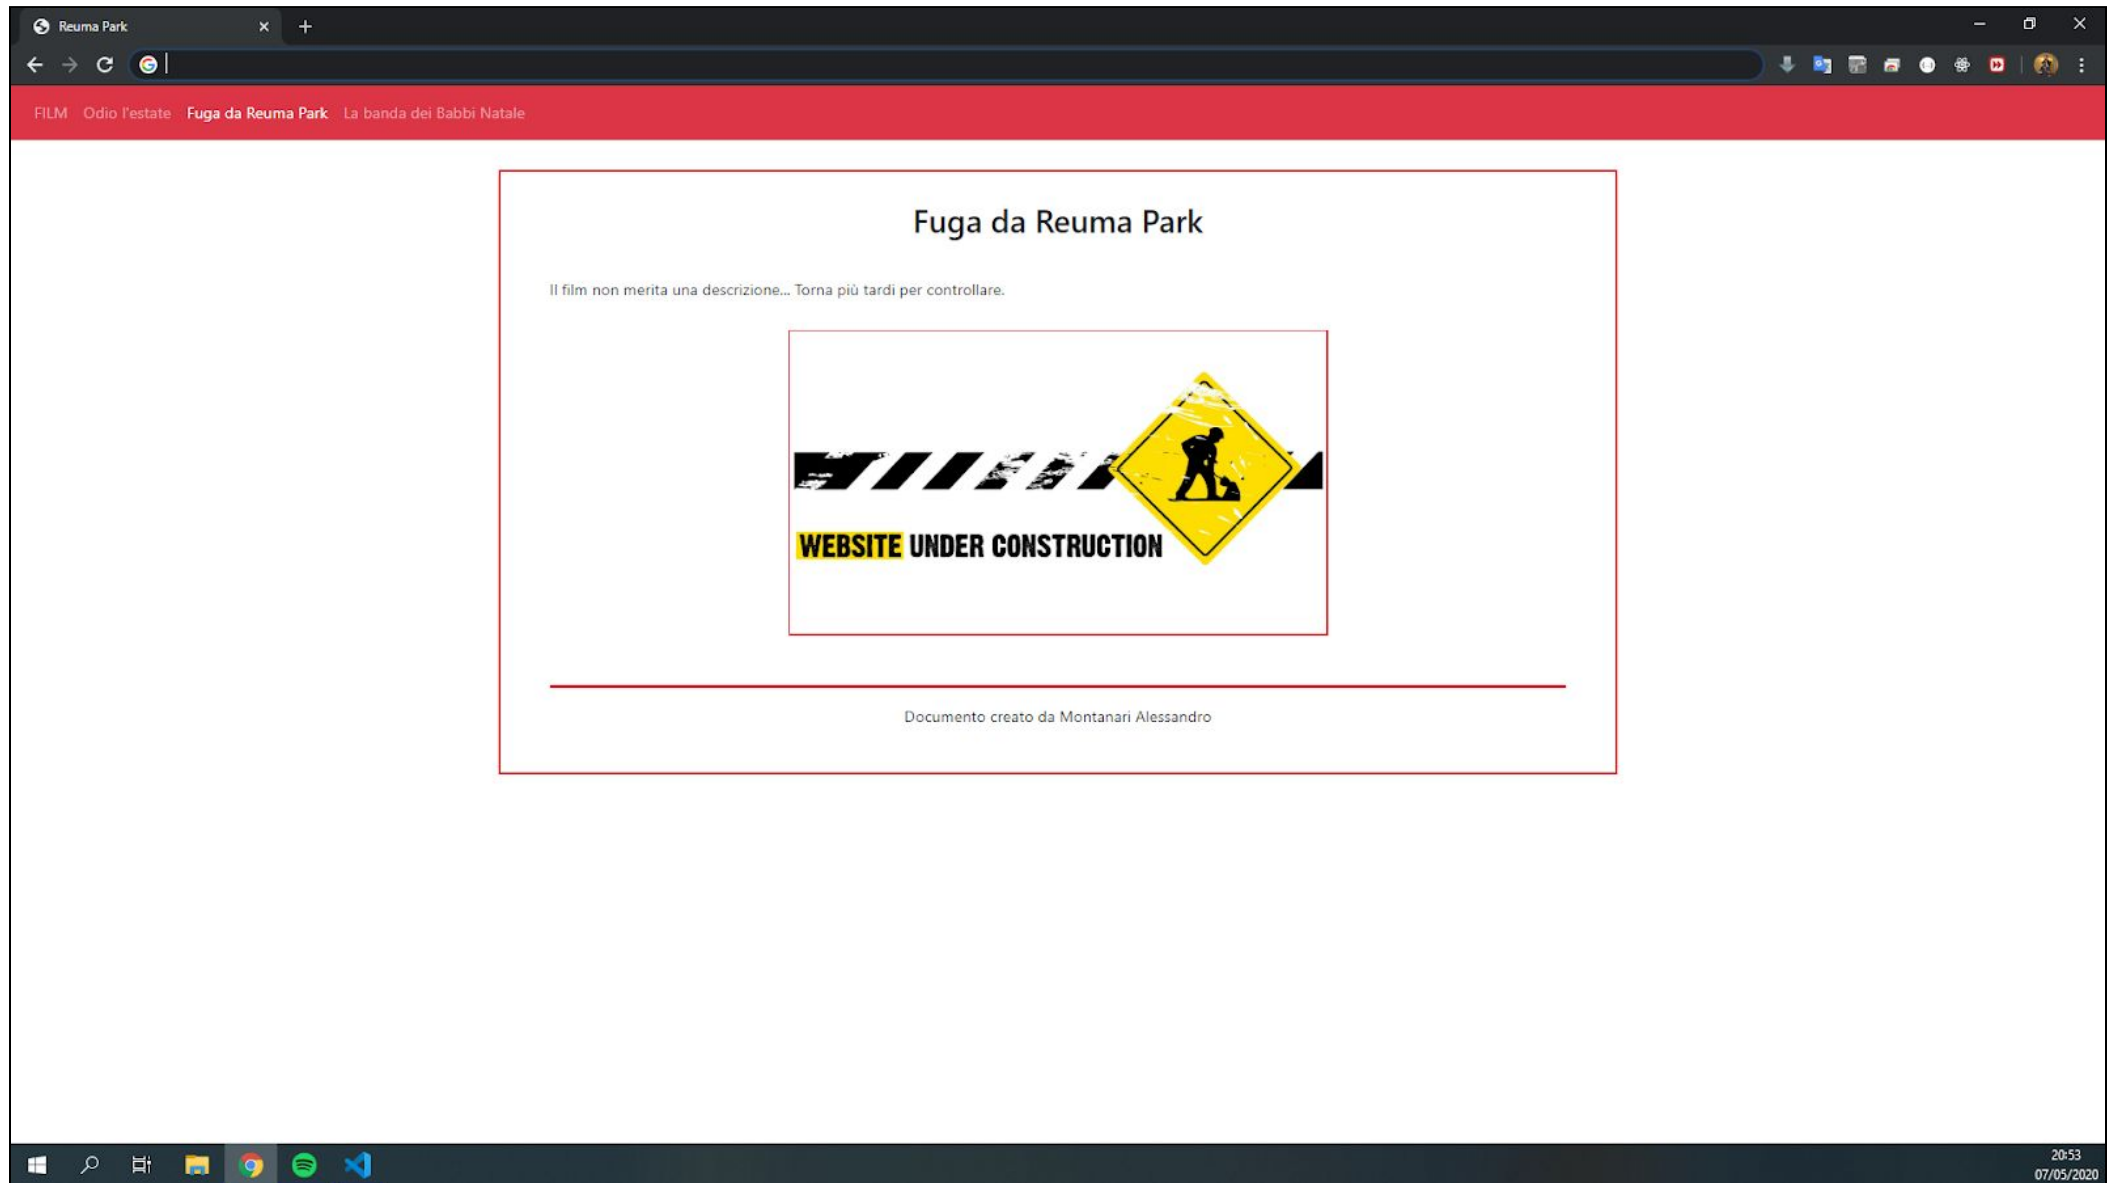 Reuma Park
FILM Odio l'estate Fuga da Reuma Park La banda dei Babbi Natale
Fuga da Reuma Park
Il film non merita una descrizione... Torna più tardi per controllare.
WEBSITE UNDER CONSTRUCTION
Documento creato da Montanari Alessandro
20:53
07/05/2020